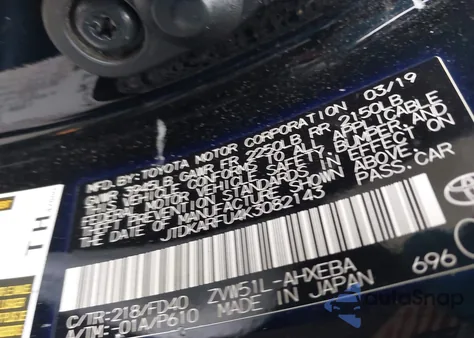 MFD. BY: TOYOTA MOTOR CORPORATION 03/19
GVWR 3945LB GAWR FR 2250LB RR 2150LB
THIS VEHICLE CONFORMS TO ALL APPLICABLE
FEDERAL MOTOR VEHICLE SAFETY, BUMPER, AND
THEFT PREVENTION STANDARDS IN EFFECT ON
THE DATE OF MANUFACTURE SHOWN ABOVE.
JTDKARFU4K3082143 PASS. CAR
C/TR:218/FD40 ZVW51L-AHXEBA
A/TM:-01A/P610 MADE IN JAPAN 696
TH
autoSnap